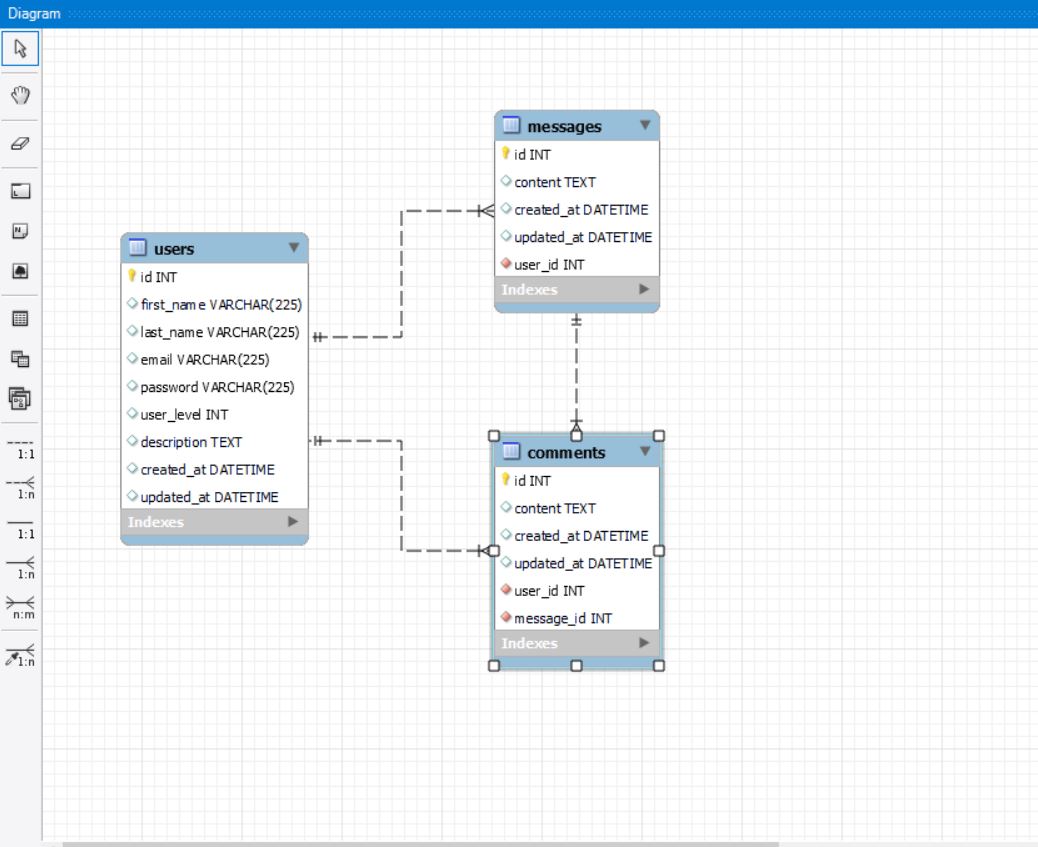 Diagram
messages
id INT
content TEXT
created_at DATETIME
updated_at DATETIME
user_id INT
Indexes
users
id INT
first_name VARCHAR(225)
last_name VARCHAR(225)
email VARCHAR(225)
password VARCHAR(225)
user_level INT
description TEXT
created_at DATETIME
updated_at DATETIME
Indexes
comments
id INT
content TEXT
created_at DATETIME
updated_at DATETIME
user_id INT
message_id INT
Indexes
1:1
1:n
1:1
1:n
n:m
1:n